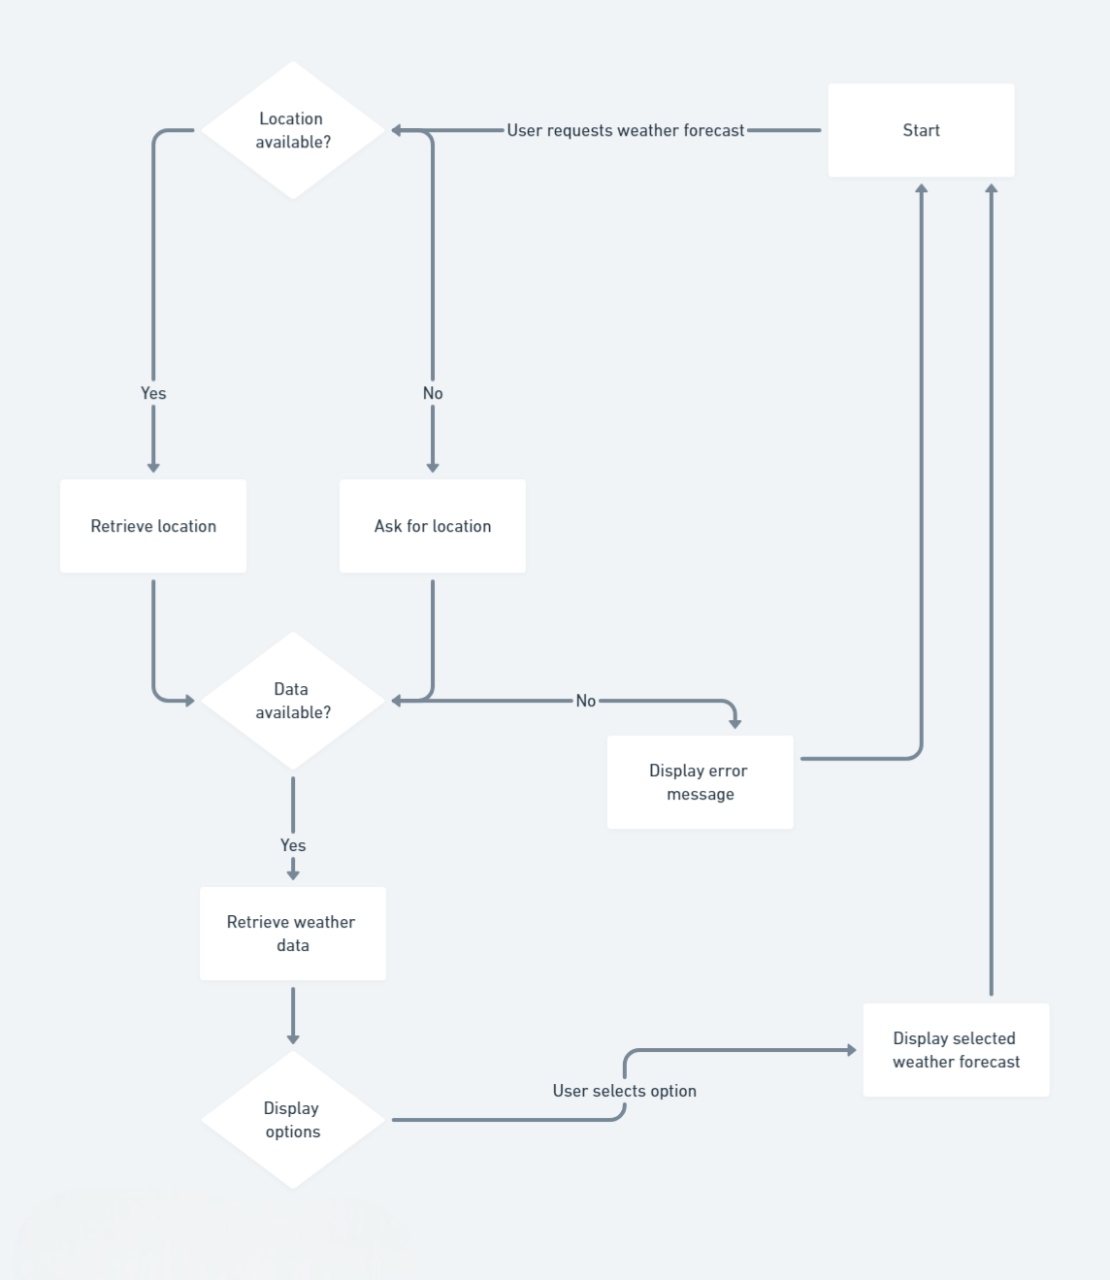 Location
available?
User requests weather forecast
Start
Yes
No
Retrieve location
Ask for location
Data
available?
No
Display error
message
Yes
Retrieve weather
data
Display selected
weather forecast
User selects option
Display
options